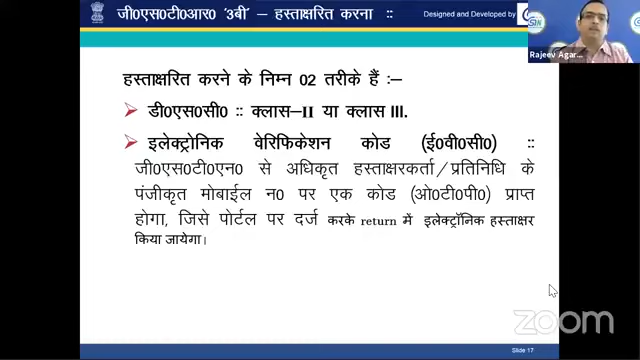 जी0एस0टी0आर0 '3बी' – हस्ताक्षरित करना ::
Designed and Developed by
Rajeev Agar...
हस्ताक्षरित करने के निम्न 02 तरीके हैं :–
डी0एस0सी0 :: क्लास–II या क्लास III.
इलेक्ट्रोनिक वेरिफिकेशन कोड (ई0वी0सी0) ::
जी0एस0टी0एन0 से अधिकृत हस्ताक्षरकर्ता/प्रतिनिधि के
पंजीकृत मोबाईल न0 पर एक कोड (ओ0टी0पी0) प्राप्त
होगा, जिसे पोर्टल पर दर्ज करके return में इलेक्ट्रॉनिक हस्ताक्षर
किया जायेगा।
zoom
Slide 17